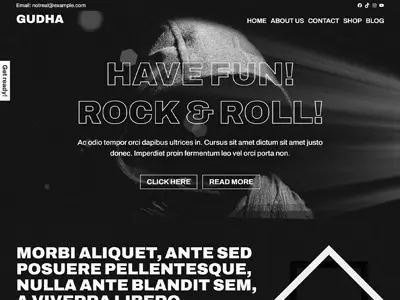 Email: notreal@example.com
GUDHA
HOME ABOUT US CONTACT SHOP BLOG
Get ready!
HAVE FUN!
ROCK & ROLL!
Ac odio tempor orci dapibus ultrices in. Cursus sit amet dictum sit amet justo
donec. Imperdiet proin fermentum leo vel orci porta non.
CLICK HERE READ MORE
MORBI ALIQUET, ANTE SED
POSUERE PELLENTESQUE,
NULLA ANTE BLANDIT SEM,
A VIVERRA LIBERO